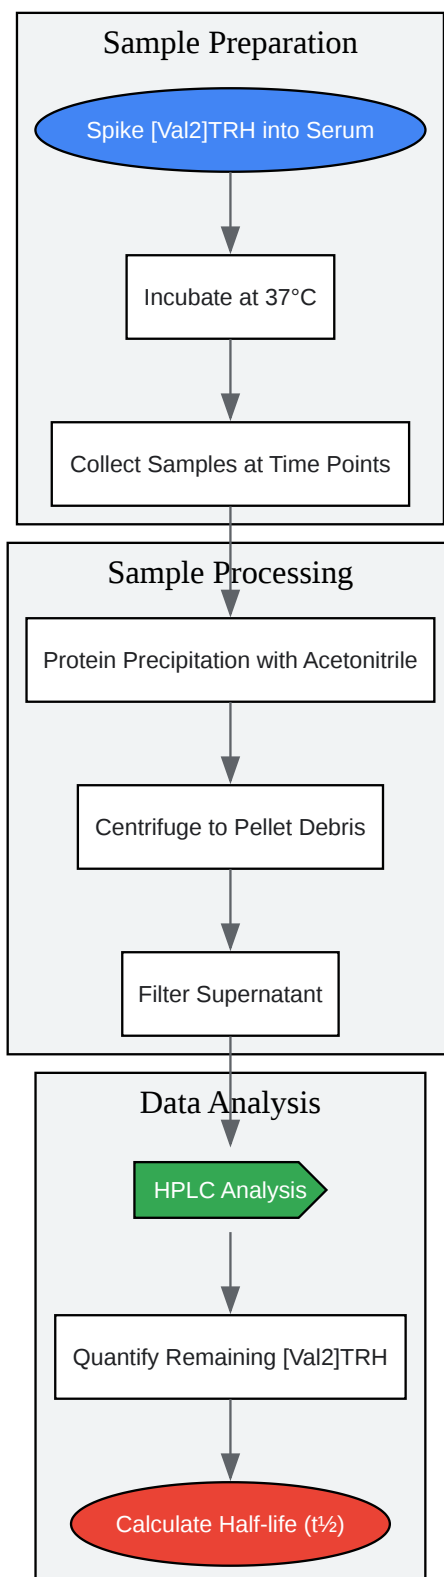 Sample Preparation
Spike [Val2]TRH into Serum
Incubate at 37°C
Collect Samples at Time Points
Sample Processing
Protein Precipitation with Acetonitrile
Centrifuge to Pellet Debris
Filter Supernatant
Data Analysis
HPLC Analysis
Quantify Remaining [Val2]TRH
Calculate Half-life (t½)